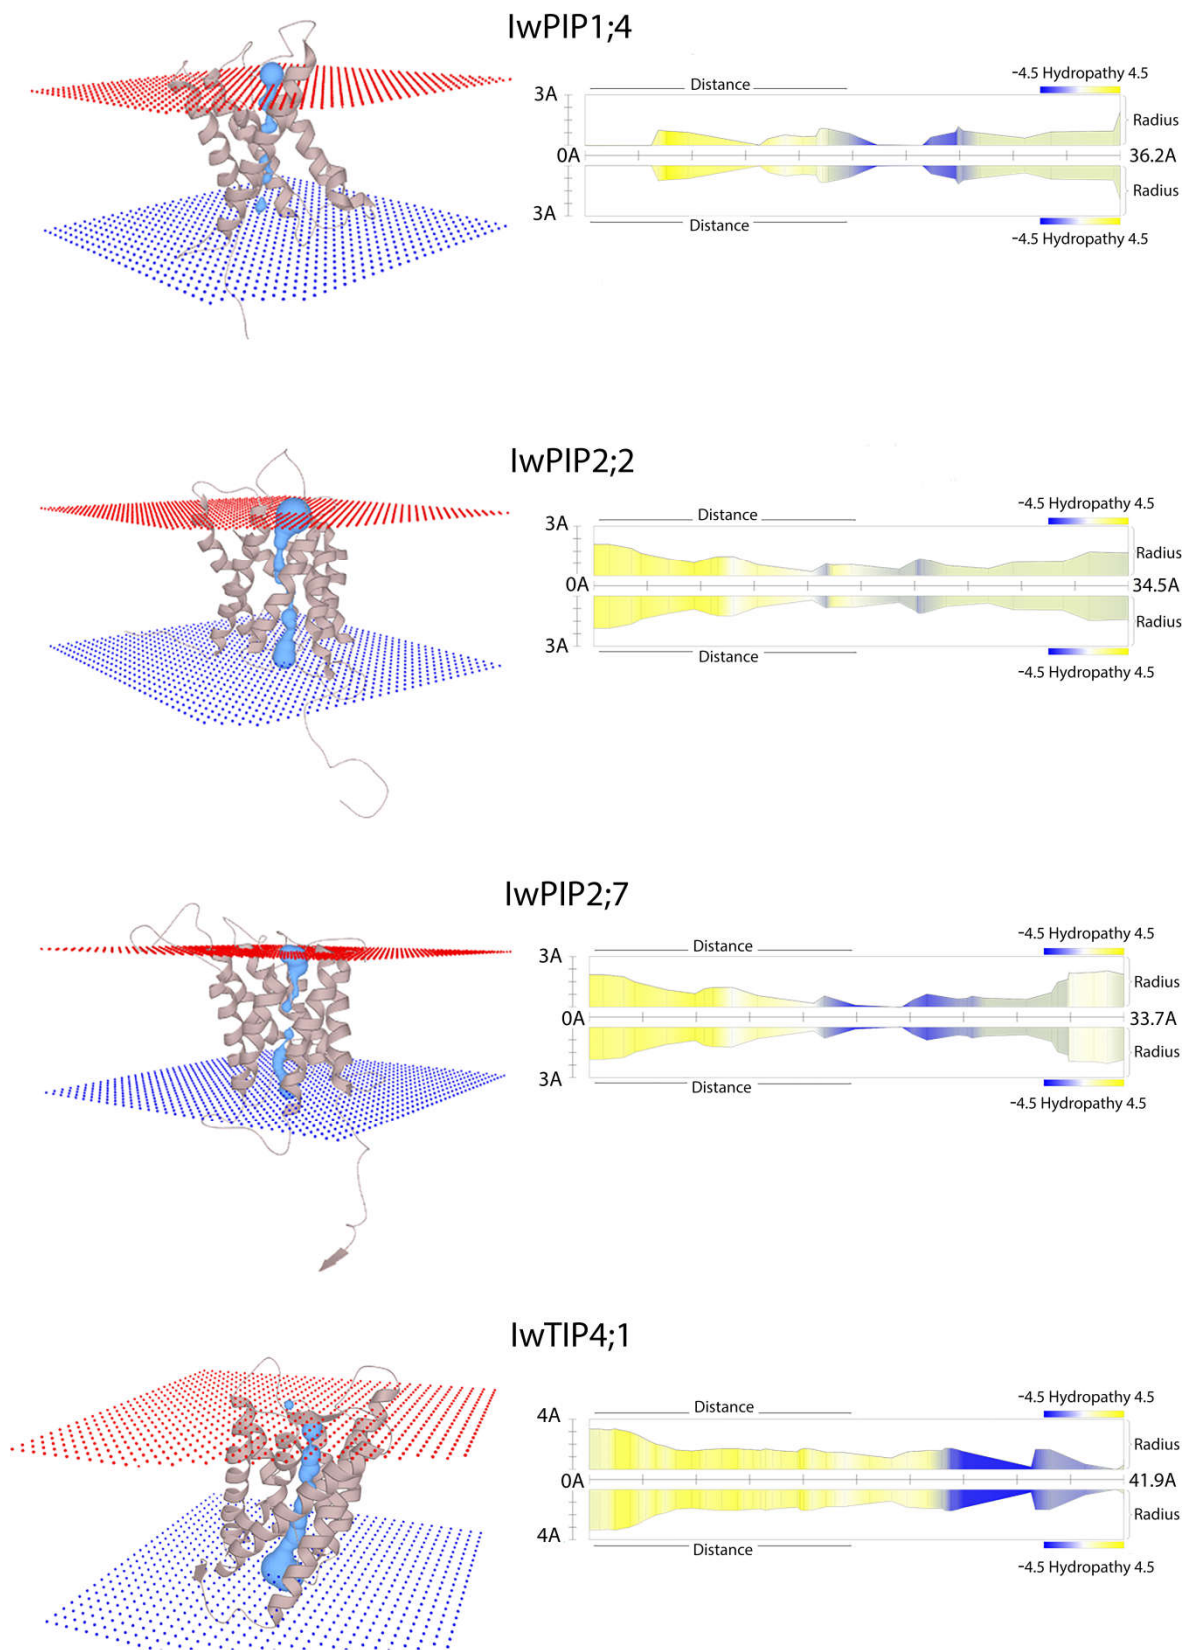 IwPIP1;4
-4.5 Hydropathy 4.5
Distance
3A
Radius
0A
36.2A
Radius
3A
Distance
-4.5 Hydropathy 4.5
IwPIP2;2
-4.5 Hydropathy 4.5
Distance
3A
Radius
0A
34.5A
Radius
3A
Distance
-4.5 Hydropathy 4.5
IwPIP2;7
-4.5 Hydropathy 4.5
Distance
3A
Radius
0A
33.7A
Radius
3A
Distance
-4.5 Hydropathy 4.5
IwTIP4;1
-4.5 Hydropathy 4.5
Distance
4A
Radius
0A
41.9A
Radius
4A
Distance
-4.5 Hydropathy 4.5